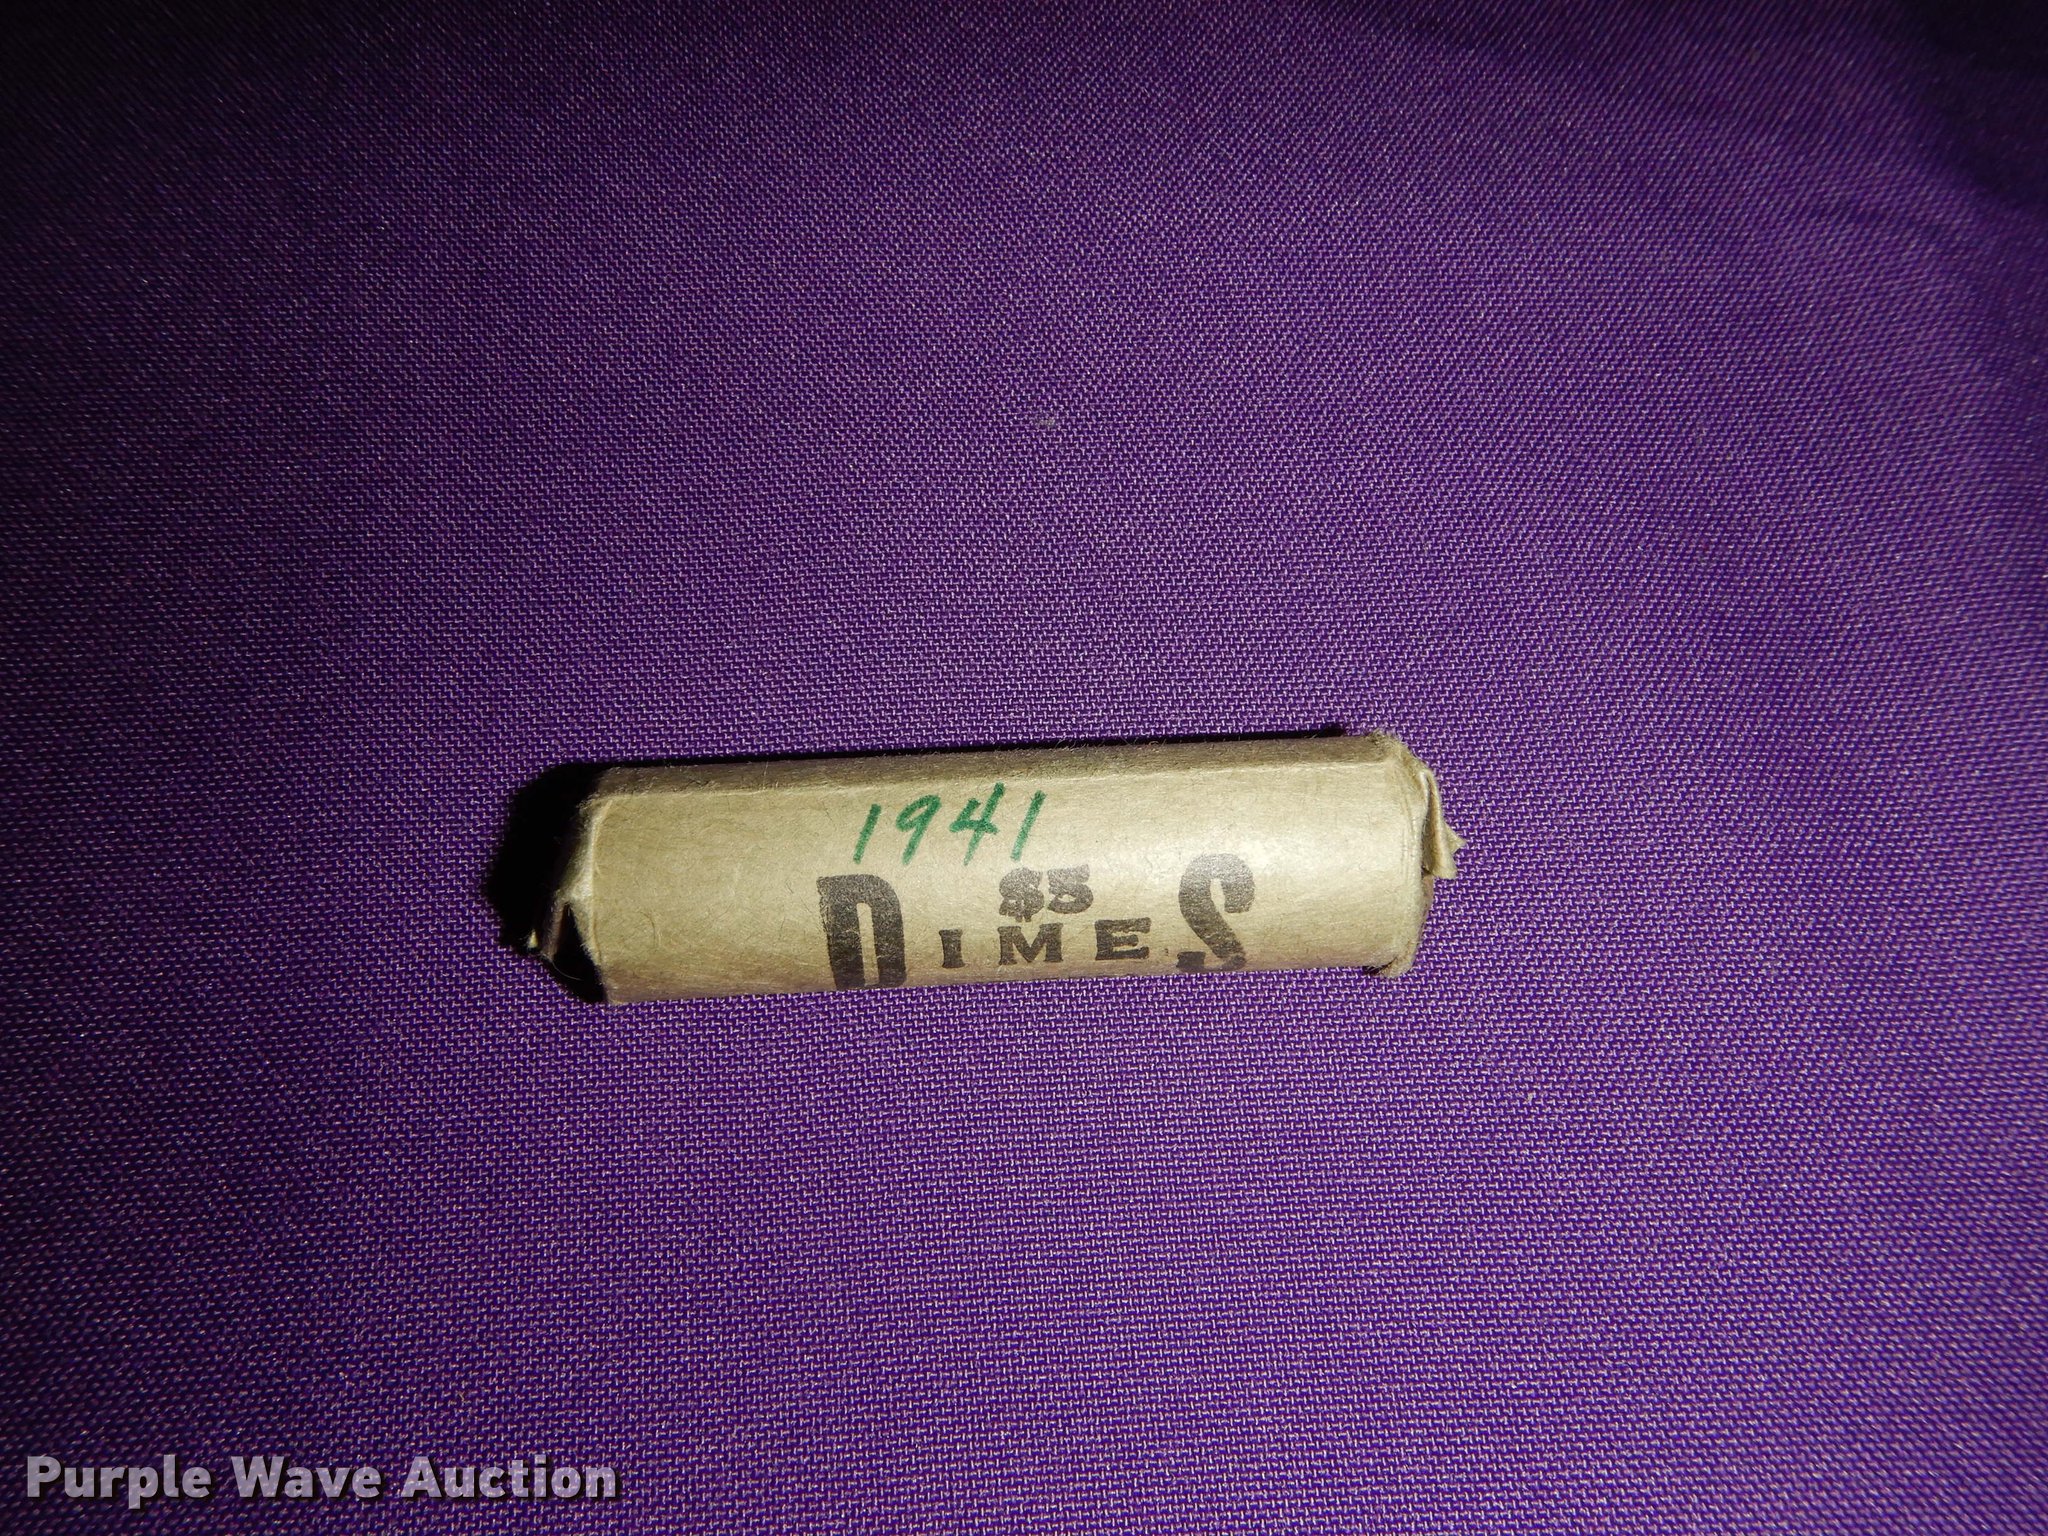 1941
$5
DIMES
Purple Wave Auction